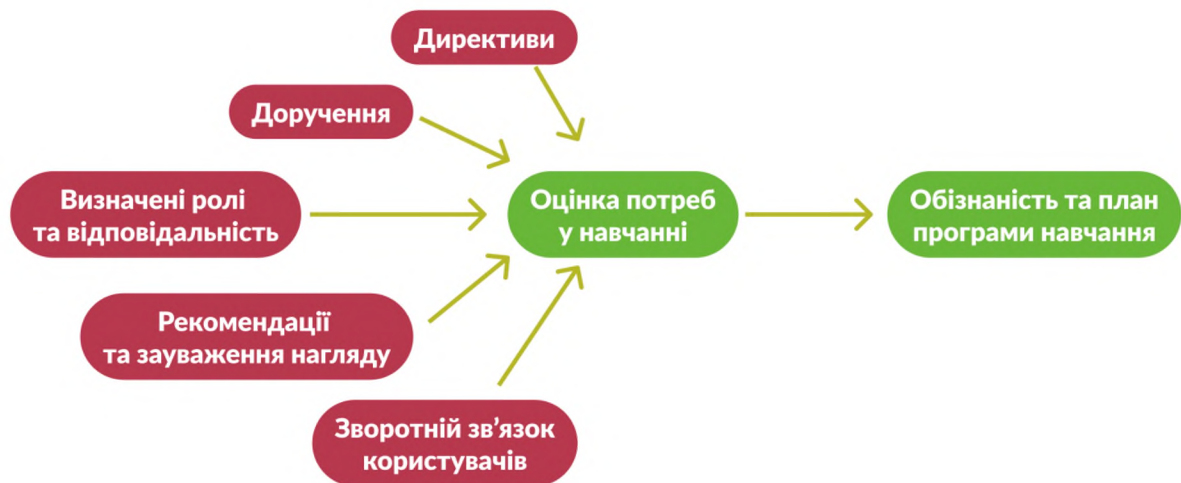 Директиви
Доручення
Визначені ролі
та відповідальність
Оцінка потреб
у навчанні
Обізнаність та план
програми навчання
Рекомендації
та зауваження нагляду
Зворотній зв’язок
користувачів